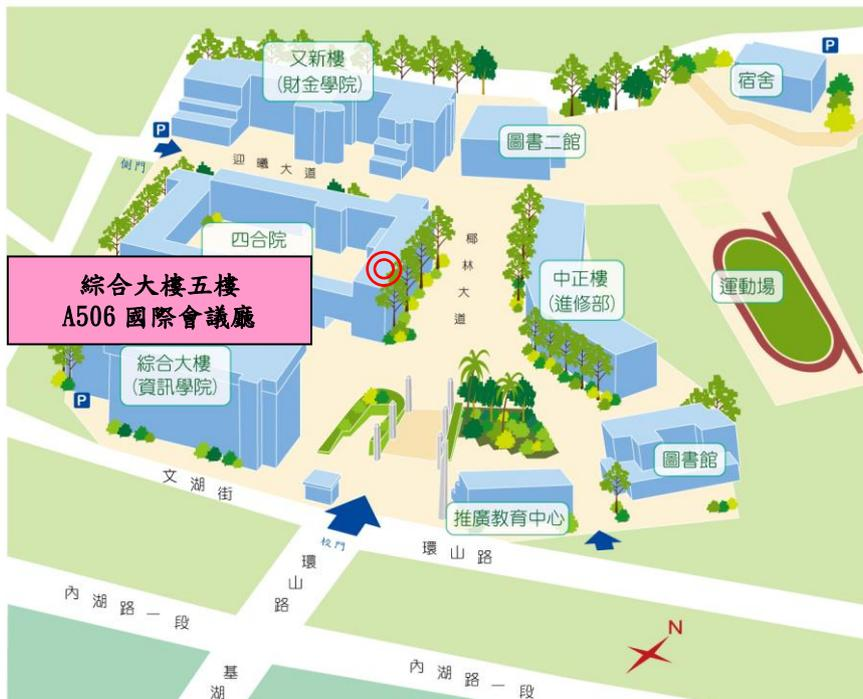 又新樓
(財金學院)
P
宿舍
P
圖書二館
側門
迎曦大道
四合院
椰林大道
中正樓
(進修部)
運動場
綜合大樓五樓
A506 國際會議廳
綜合大樓
(資訊學院)
P
圖書館
文湖街
推廣教育中心
校門
環山路
環山路
內湖路一段
N
基湖
內湖路一段